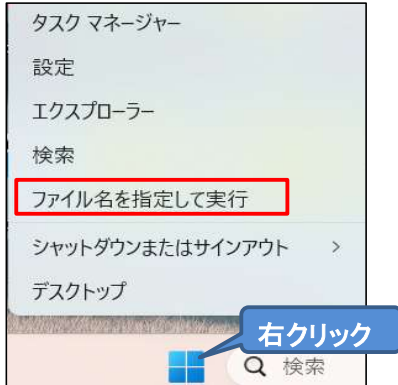 タスク マネージャー
設定
エクスプローラー
検索
ファイル名を指定して実行
シャットダウンまたはサインアウト >
デスクトップ
右クリック
検索